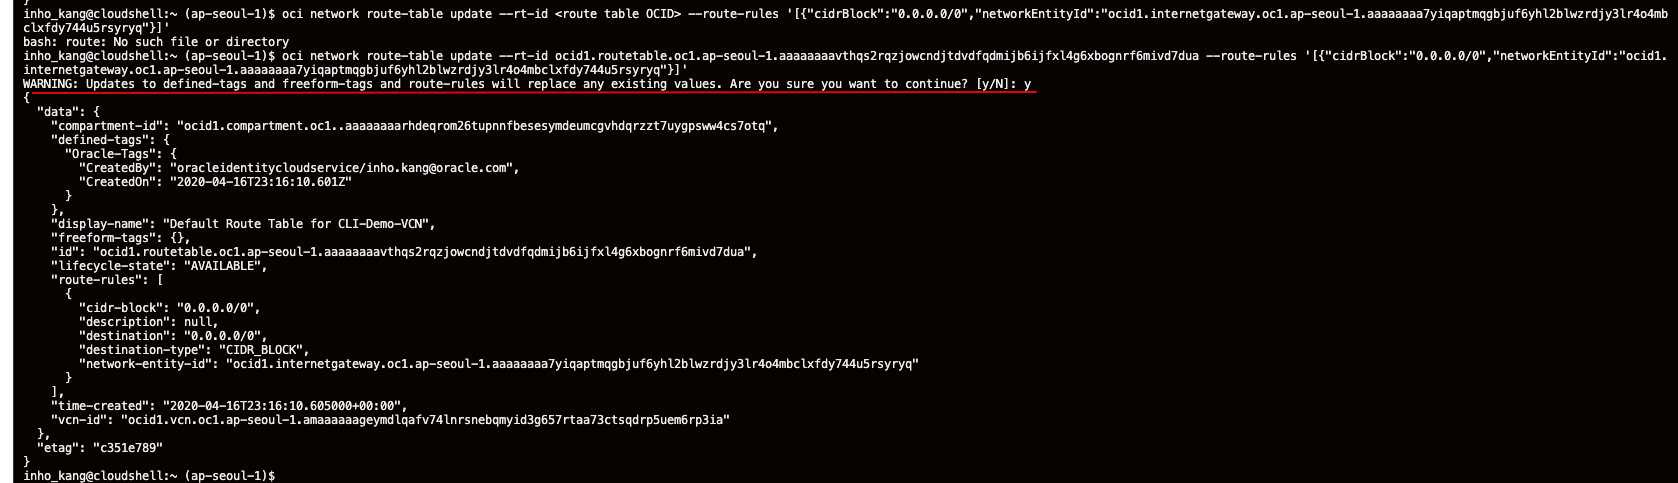 }
inho_kang@cloudshell:~ (ap-seoul-1)$ oci network route-table update --rt-id <route table OCID> --route-rules '[{"cidrBlock":"0.0.0.0/0","networkEntityId":"ocid1.internetgateway.oc1.ap-seoul-1.aaaaaaaa7yiqaptmqgbjuf6yhl2blwzrdjy3lr4o4mb
clxfdy744u5rsyryq"}]'
bash: route: No such file or directory
inho_kang@cloudshell:~ (ap-seoul-1)$ oci network route-table update --rt-id ocid1.routetable.oc1.ap-seoul-1.aaaaaaaavthqs2rqzjowcndjtdvdfqdmijb6ijfxl4g6xbognrf6mivd7dua --route-rules '[{"cidrBlock":"0.0.0.0/0","networkEntityId":"ocid1.
internetgateway.oc1.ap-seoul-1.aaaaaaaa7yiqaptmqgbjuf6yhl2blwzrdjy3lr4o4mbclxfdy744u5rsyryq"}]'
WARNING: Updates to defined-tags and freeform-tags and route-rules will replace any existing values. Are you sure you want to continue? [y/N]: y
{
"data": {
"compartment-id": "ocid1.compartment.oc1..aaaaaaaarhdeqrom26tupnnfbesesymdeumcgvhdqrzzt7uygpsww4cs7otq",
"defined-tags": {
"Oracle-Tags": {
"CreatedBy": "oracleidentitycloudservice/inho.kang@oracle.com",
"CreatedOn": "2020-04-16T23:16:10.601Z"
}
},
"display-name": "Default Route Table for CLI-Demo-VCN",
"freeform-tags": {},
"id": "ocid1.routetable.oc1.ap-seoul-1.aaaaaaaavthqs2rqzjowcndjtdvdfqdmijb6ijfxl4g6xbognrf6mivd7dua",
"lifecycle-state": "AVAILABLE",
"route-rules": [
{
"cidr-block": "0.0.0.0/0",
"description": null,
"destination": "0.0.0.0/0",
"destination-type": "CIDR_BLOCK",
"network-entity-id": "ocid1.internetgateway.oc1.ap-seoul-1.aaaaaaaa7yiqaptmqgbjuf6yhl2blwzrdjy3lr4o4mbclxfdy744u5rsyryq"
}
],
"time-created": "2020-04-16T23:16:10.605000+00:00",
"vcn-id": "ocid1.vcn.oc1.ap-seoul-1.amaaaaaageymdlqafv74lnrsnebqmyid3g657rtaa73ctsqdrp5uem6rp3ia"
},
"etag": "c351e789"
}
inho_kang@cloudshell:~ (ap-seoul-1)$